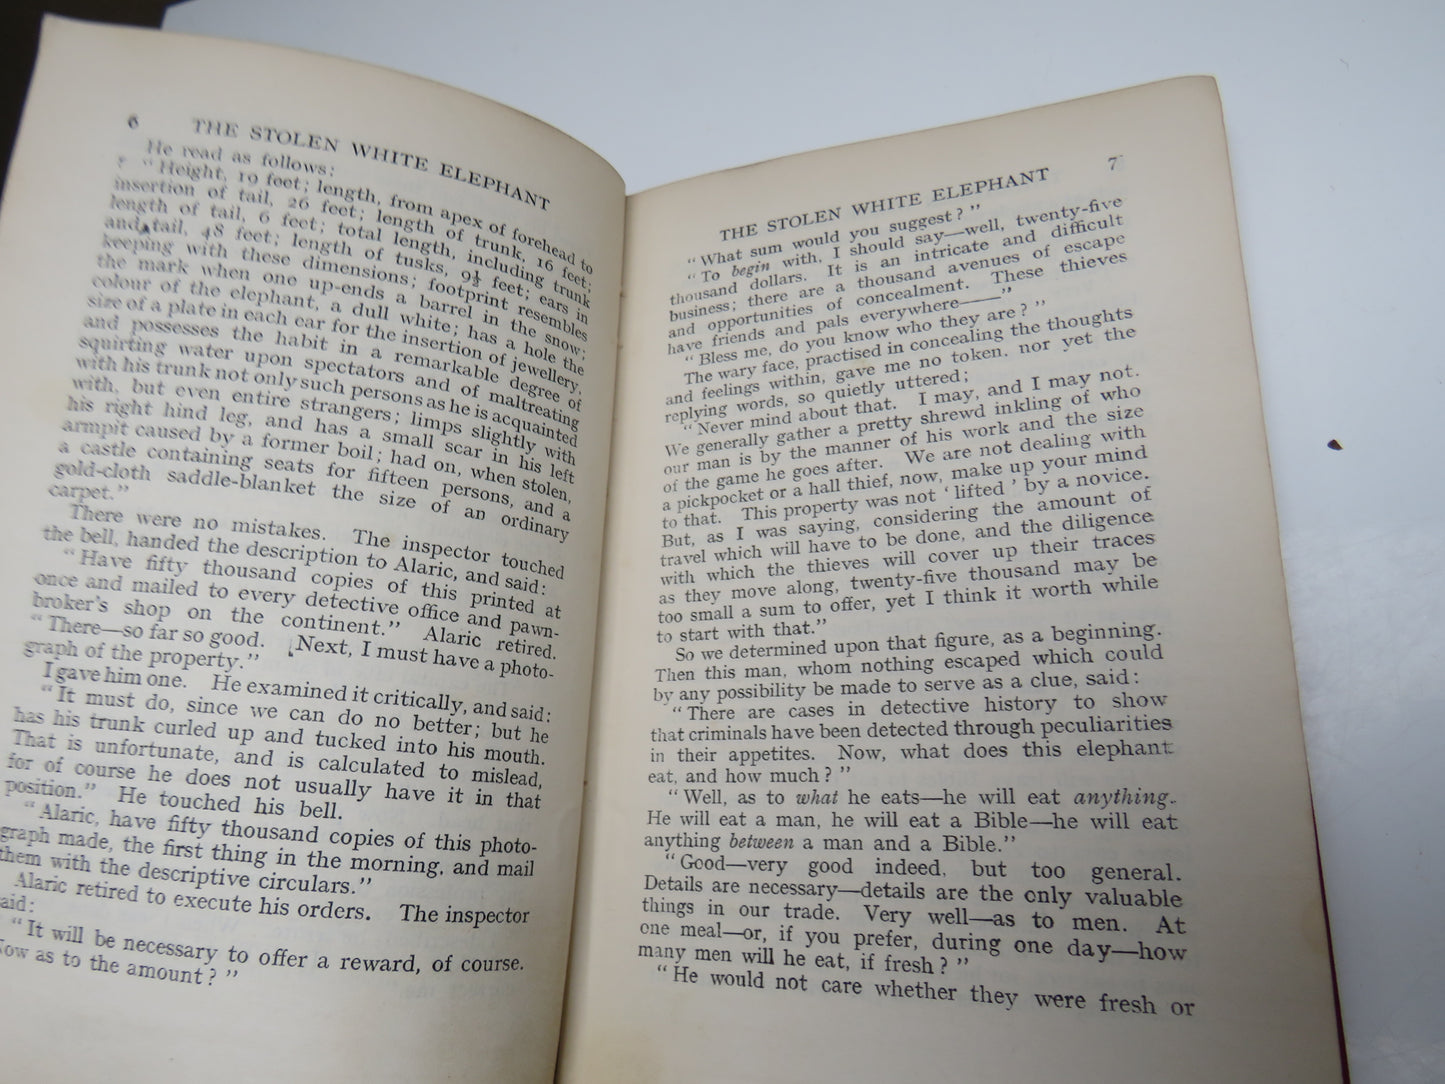 6 THE STOLEN WHITE ELEPHANT
He read as follows:
? "Height, 19 feet; length, from apex of forehead to
insertion of tail, 26 feet; length of trunk, 16 feet;
length of tail, 6 feet; total length, including trunk
and tail, 48 feet; length of tusks, 9½ feet; ears in
keeping with these dimensions; footprint resembles
the mark when one up-ends a barrel in the snow;
colour of the elephant, a dull white; has a hole the
size of a plate in each ear for the insertion of jewellery,
and possesses the habit in a remarkable degree of
squirting water upon spectators and of maltreating
with his trunk not only such persons as he is acquainted
with, but even entire strangers; limps slightly with
his right hind leg, and has a small scar in his left
armpit caused by a former boil; had on, when stolen,
a castle containing seats for fifteen persons, and a
gold-cloth saddle-blanket the size of an ordinary
carpet."
There were no mistakes. The inspector touched
the bell, handed the description to Alaric, and said:
"Have fifty thousand copies of this printed at
once and mailed to every detective office and pawn-
broker's shop on the continent." Alaric retired.
"There—so far so good. Next, I must have a photo-
graph of the property."
I gave him one. He examined it critically, and said:
"It must do, since we can do no better; but he
has his trunk curled up and tucked into his mouth.
That is unfortunate, and is calculated to mislead,
for of course he does not usually have it in that
position." He touched his bell.
"Alaric, have fifty thousand copies of this photo-
graph made, the first thing in the morning, and mail
them with the descriptive circulars."
Alaric retired to execute his orders. The inspector
said:
"It will be necessary to offer a reward, of course.
Now as to the amount?"
THE STOLEN WHITE ELEPHANT 7
"What sum would you suggest?"
"To begin with, I should say—well, twenty-five
thousand dollars. It is an intricate and difficult
business; there are a thousand avenues of escape
and opportunities of concealment. These thieves
have friends and pals everywhere——"
"Bless me, do you know who they are?"
The wary face, practised in concealing the thoughts
and feelings within, gave me no token, nor yet the
replying words, so quietly uttered;
"Never mind about that. I may, and I may not.
We generally gather a pretty shrewd inkling of who
our man is by the manner of his work and the size
of the game he goes after. We are not dealing with
a pickpocket or a hall thief, now, make up your mind
to that. This property was not 'lifted' by a novice.
But, as I was saying, considering the amount of
travel which will have to be done, and the diligence
with which the thieves will cover up their traces
as they move along, twenty-five thousand may be
too small a sum to offer, yet I think it worth while
to start with that."
So we determined upon that figure, as a beginning.
Then this man, whom nothing escaped which could
by any possibility be made to serve as a clue, said:
"There are cases in detective history to show
that criminals have been detected through peculiarities
in their appetites. Now, what does this elephant
eat, and how much?"
"Well, as to what he eats—he will eat anything.
He will eat a man, he will eat a Bible—he will eat
anything between a man and a Bible."
"Good—very good indeed, but too general.
Details are necessary—details are the only valuable
things in our trade. Very well—as to men. At
one meal—or, if you prefer, during one day—how
many men will he eat, if fresh?"
"He would not care whether they were fresh or